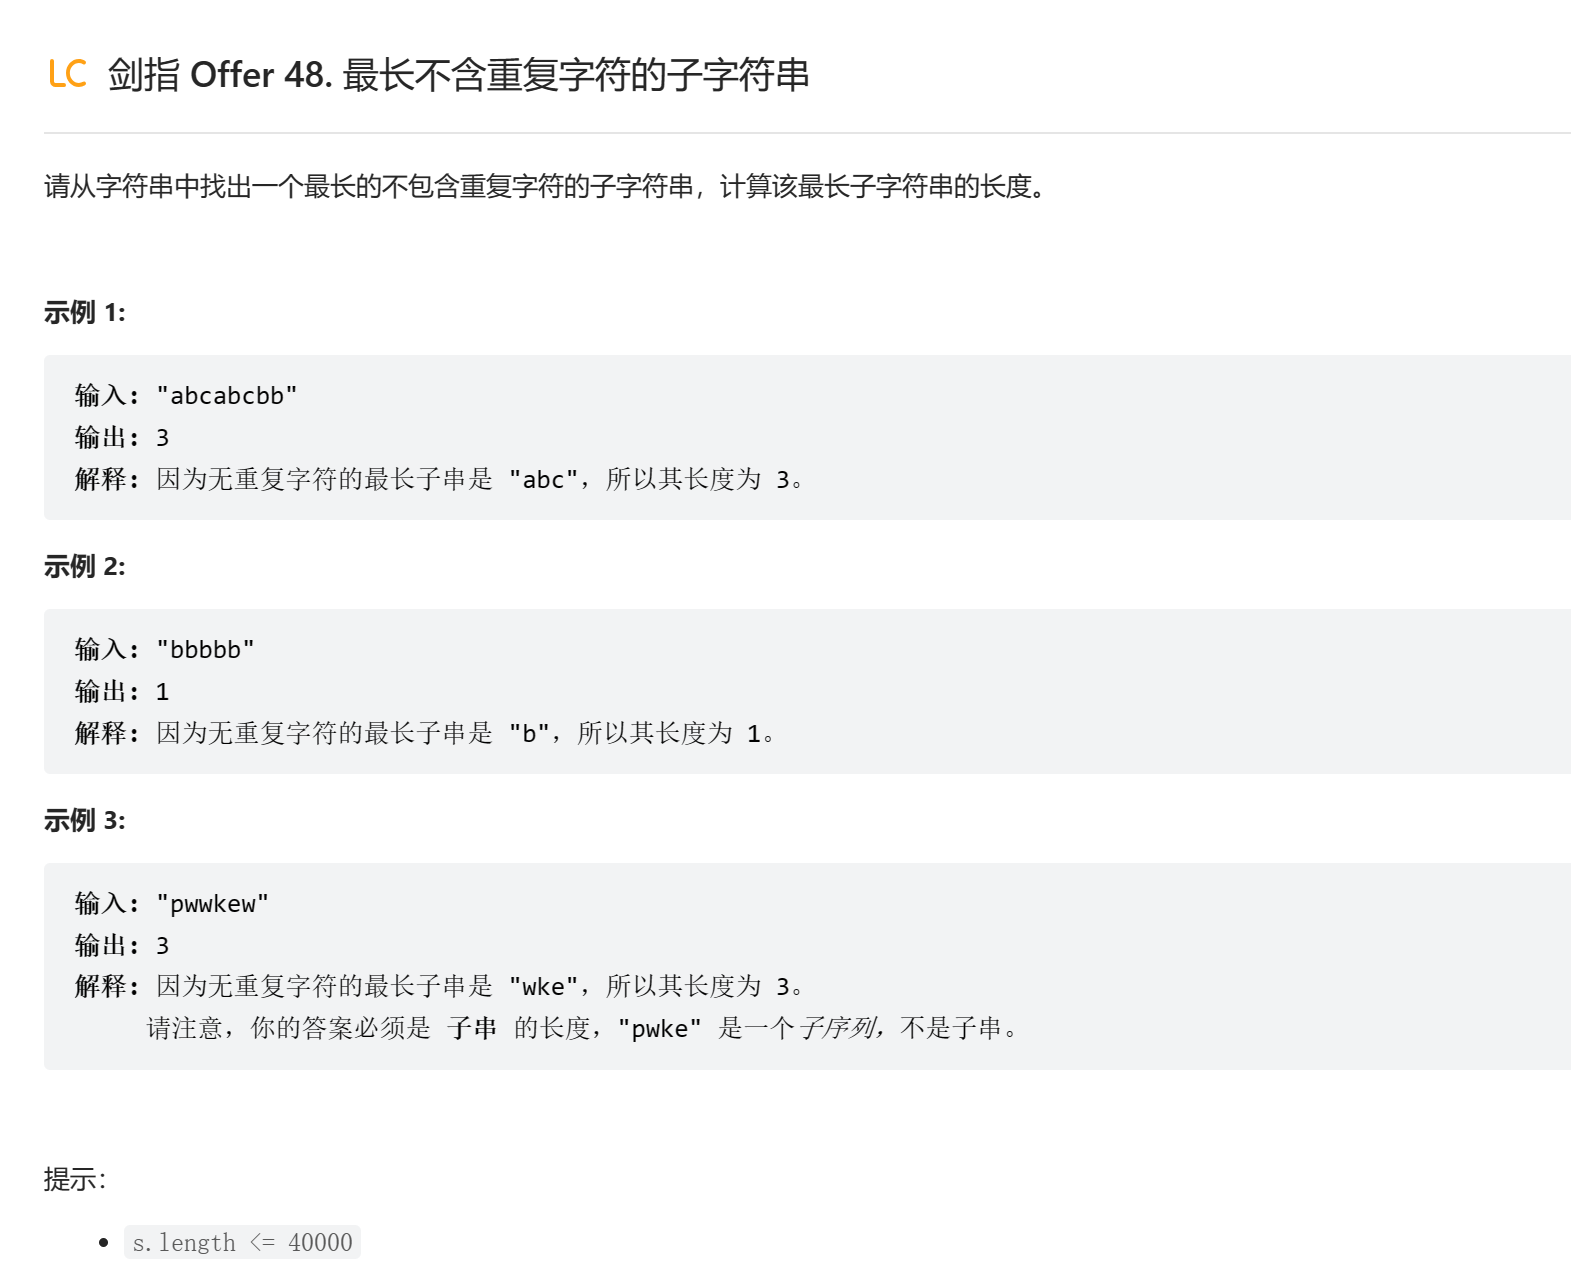 LC 剑指 Offer 48. 最长不含重复字符的子字符串
请从字符串中找出一个最长的不包含重复字符的子字符串，计算该最长子字符串的长度。
示例 1:
输入: "abcabcbb"
输出: 3
解释: 因为无重复字符的最长子串是 "abc"，所以其长度为 3。
示例 2:
输入: "bbbbb"
输出: 1
解释: 因为无重复字符的最长子串是 "b"，所以其长度为 1。
示例 3:
输入: "pwwkew"
输出: 3
解释: 因为无重复字符的最长子串是 "wke"，所以其长度为 3。
请注意，你的答案必须是 子串 的长度，"pwke" 是一个子序列，不是子串。
提示：
• s.length <= 40000